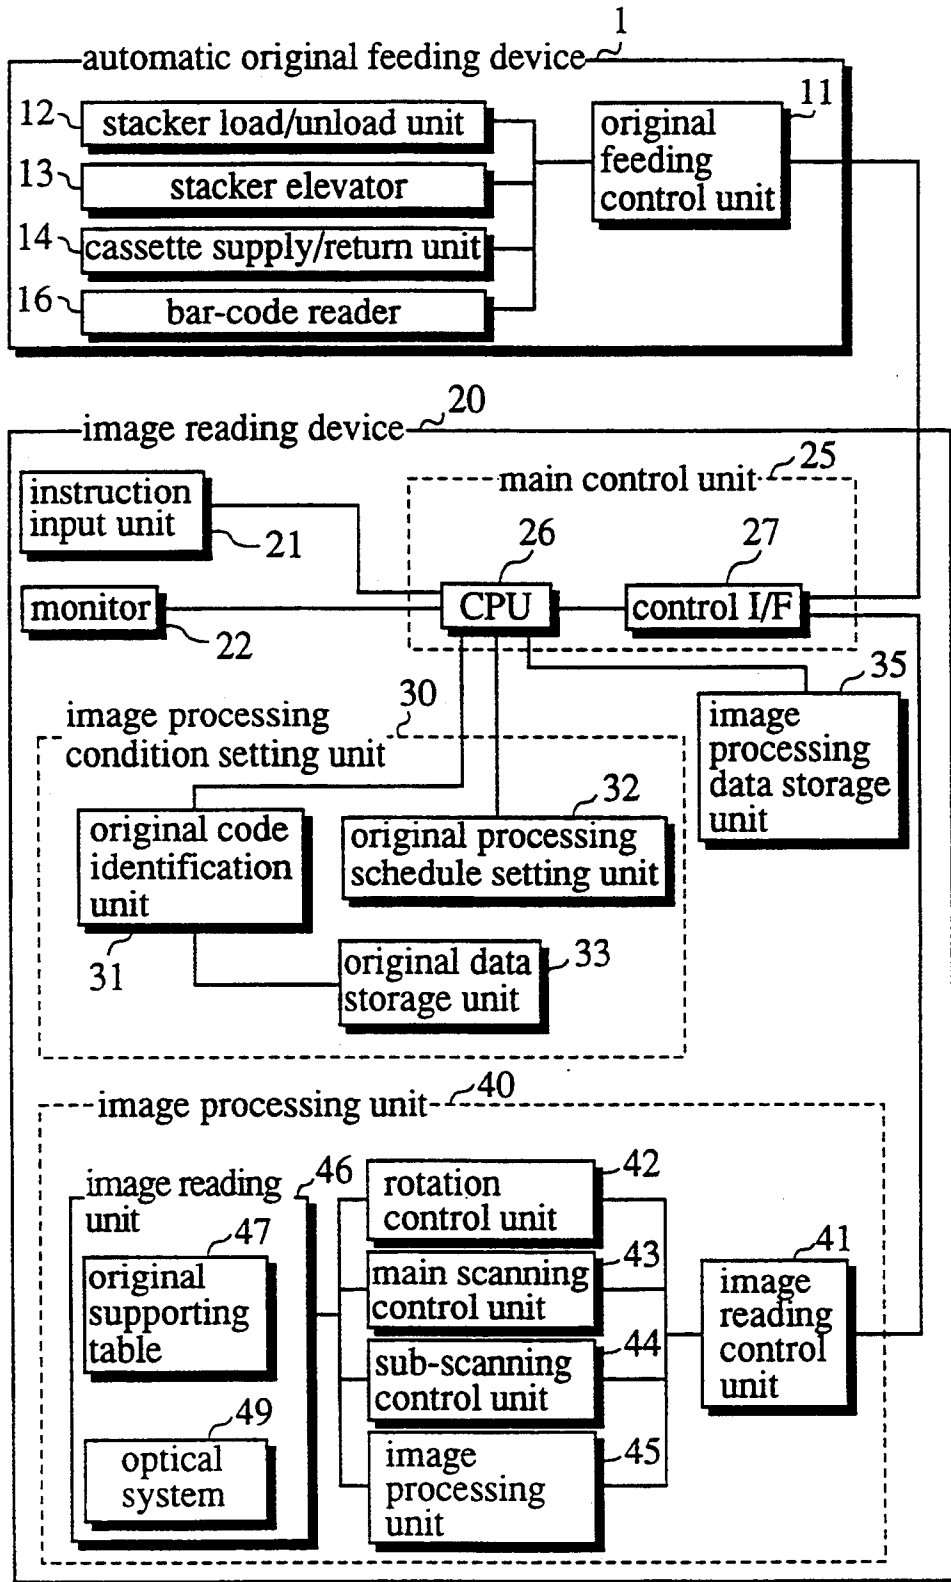 1
automatic original feeding device
12
stacker load/unload unit
13
stacker elevator
14
cassette supply/return unit
16
bar-code reader
11
original
feeding
control unit
20
image reading device
instruction
input unit
21
monitor
22
25
main control unit
26
CPU
27
control I/F
35
image
processing
data storage
unit
30
image processing
condition setting unit
original code
identification
unit
31
32
original processing
schedule setting unit
original data
storage unit
33
40
image processing unit
46
image reading
unit
47
original
supporting
table
49
optical
system
42
rotation
control unit
43
main scanning
control unit
44
sub-scanning
control unit
45
image
processing
unit
41
image
reading
control
unit